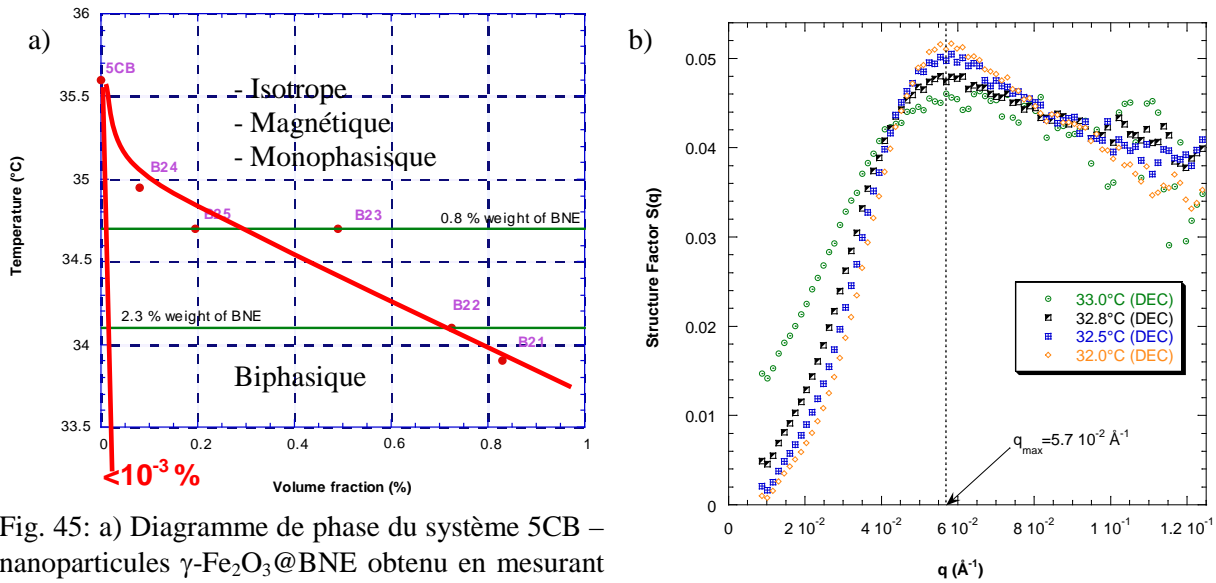 a)
36
35.5
35
34.5
34
33.5
Temperature (°C)
5CB
- Isotrope
- Magnétique
- Monophasique
B24
B25
B23
0.8 % weight of BNE
2.3 % weight of BNE
B22
B21
Biphasique
0
0.2
0.4
0.6
0.8
1
<10⁻³ %
Volume fraction (%)
Fig. 45: a) Diagramme de phase du système 5CB –
nanoparticules γ-Fe₂O₃@BNE obtenu en mesurant
b)
0.05
0.04
0.03
0.02
0.01
0
Structure Factor S(q)
33.0°C (DEC)
32.8°C (DEC)
32.5°C (DEC)
32.0°C (DEC)
qmax=5.7 10⁻² Å⁻¹
0
2 10⁻²
4 10⁻²
6 10⁻²
8 10⁻²
1 10⁻¹
1.2 10⁻¹
q (Å⁻¹)